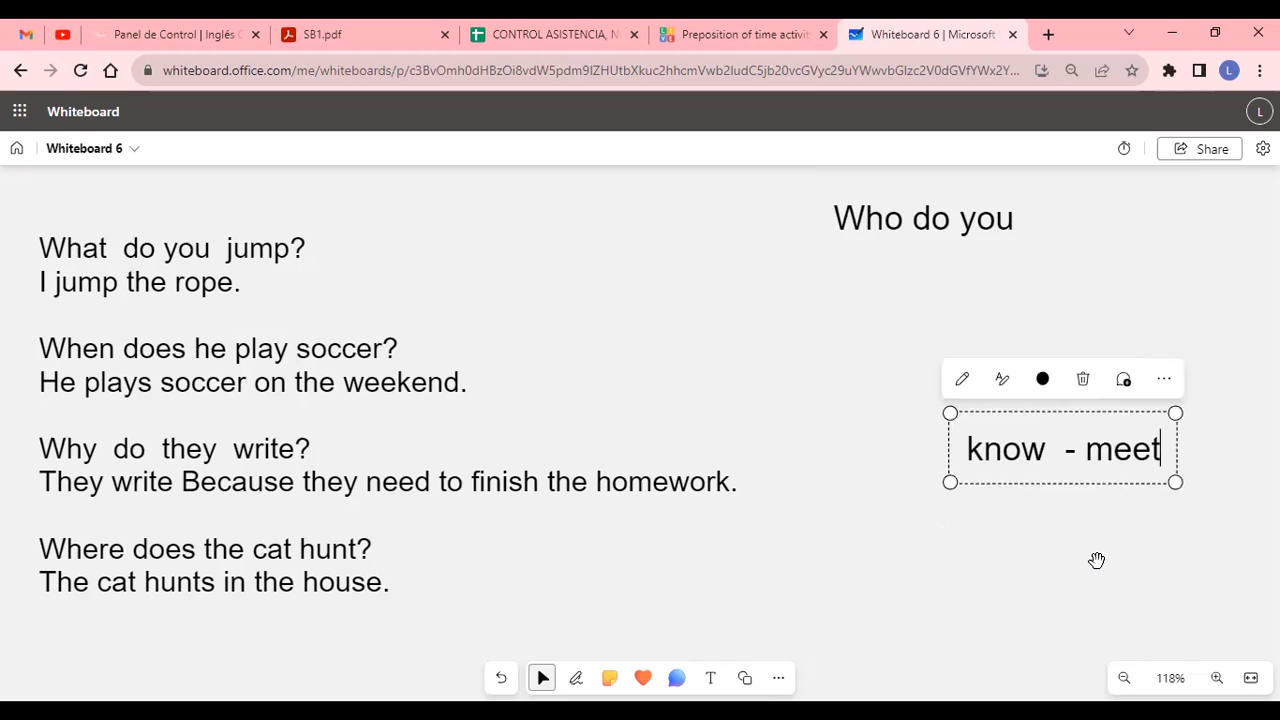 Panel de Control | Inglés
SB1.pdf
CONTROL ASISTENCIA,
Preposition of time activit
Whiteboard 6 | Microsoft
L
Whiteboard
L
Whiteboard 6
Share
Who do you
What do you jump?
I jump the rope.
When does he play soccer?
He plays soccer on the weekend.
know - meet
Why do they write?
They write Because they need to finish the homework.
Where does the cat hunt?
The cat hunts in the house.
T
118%